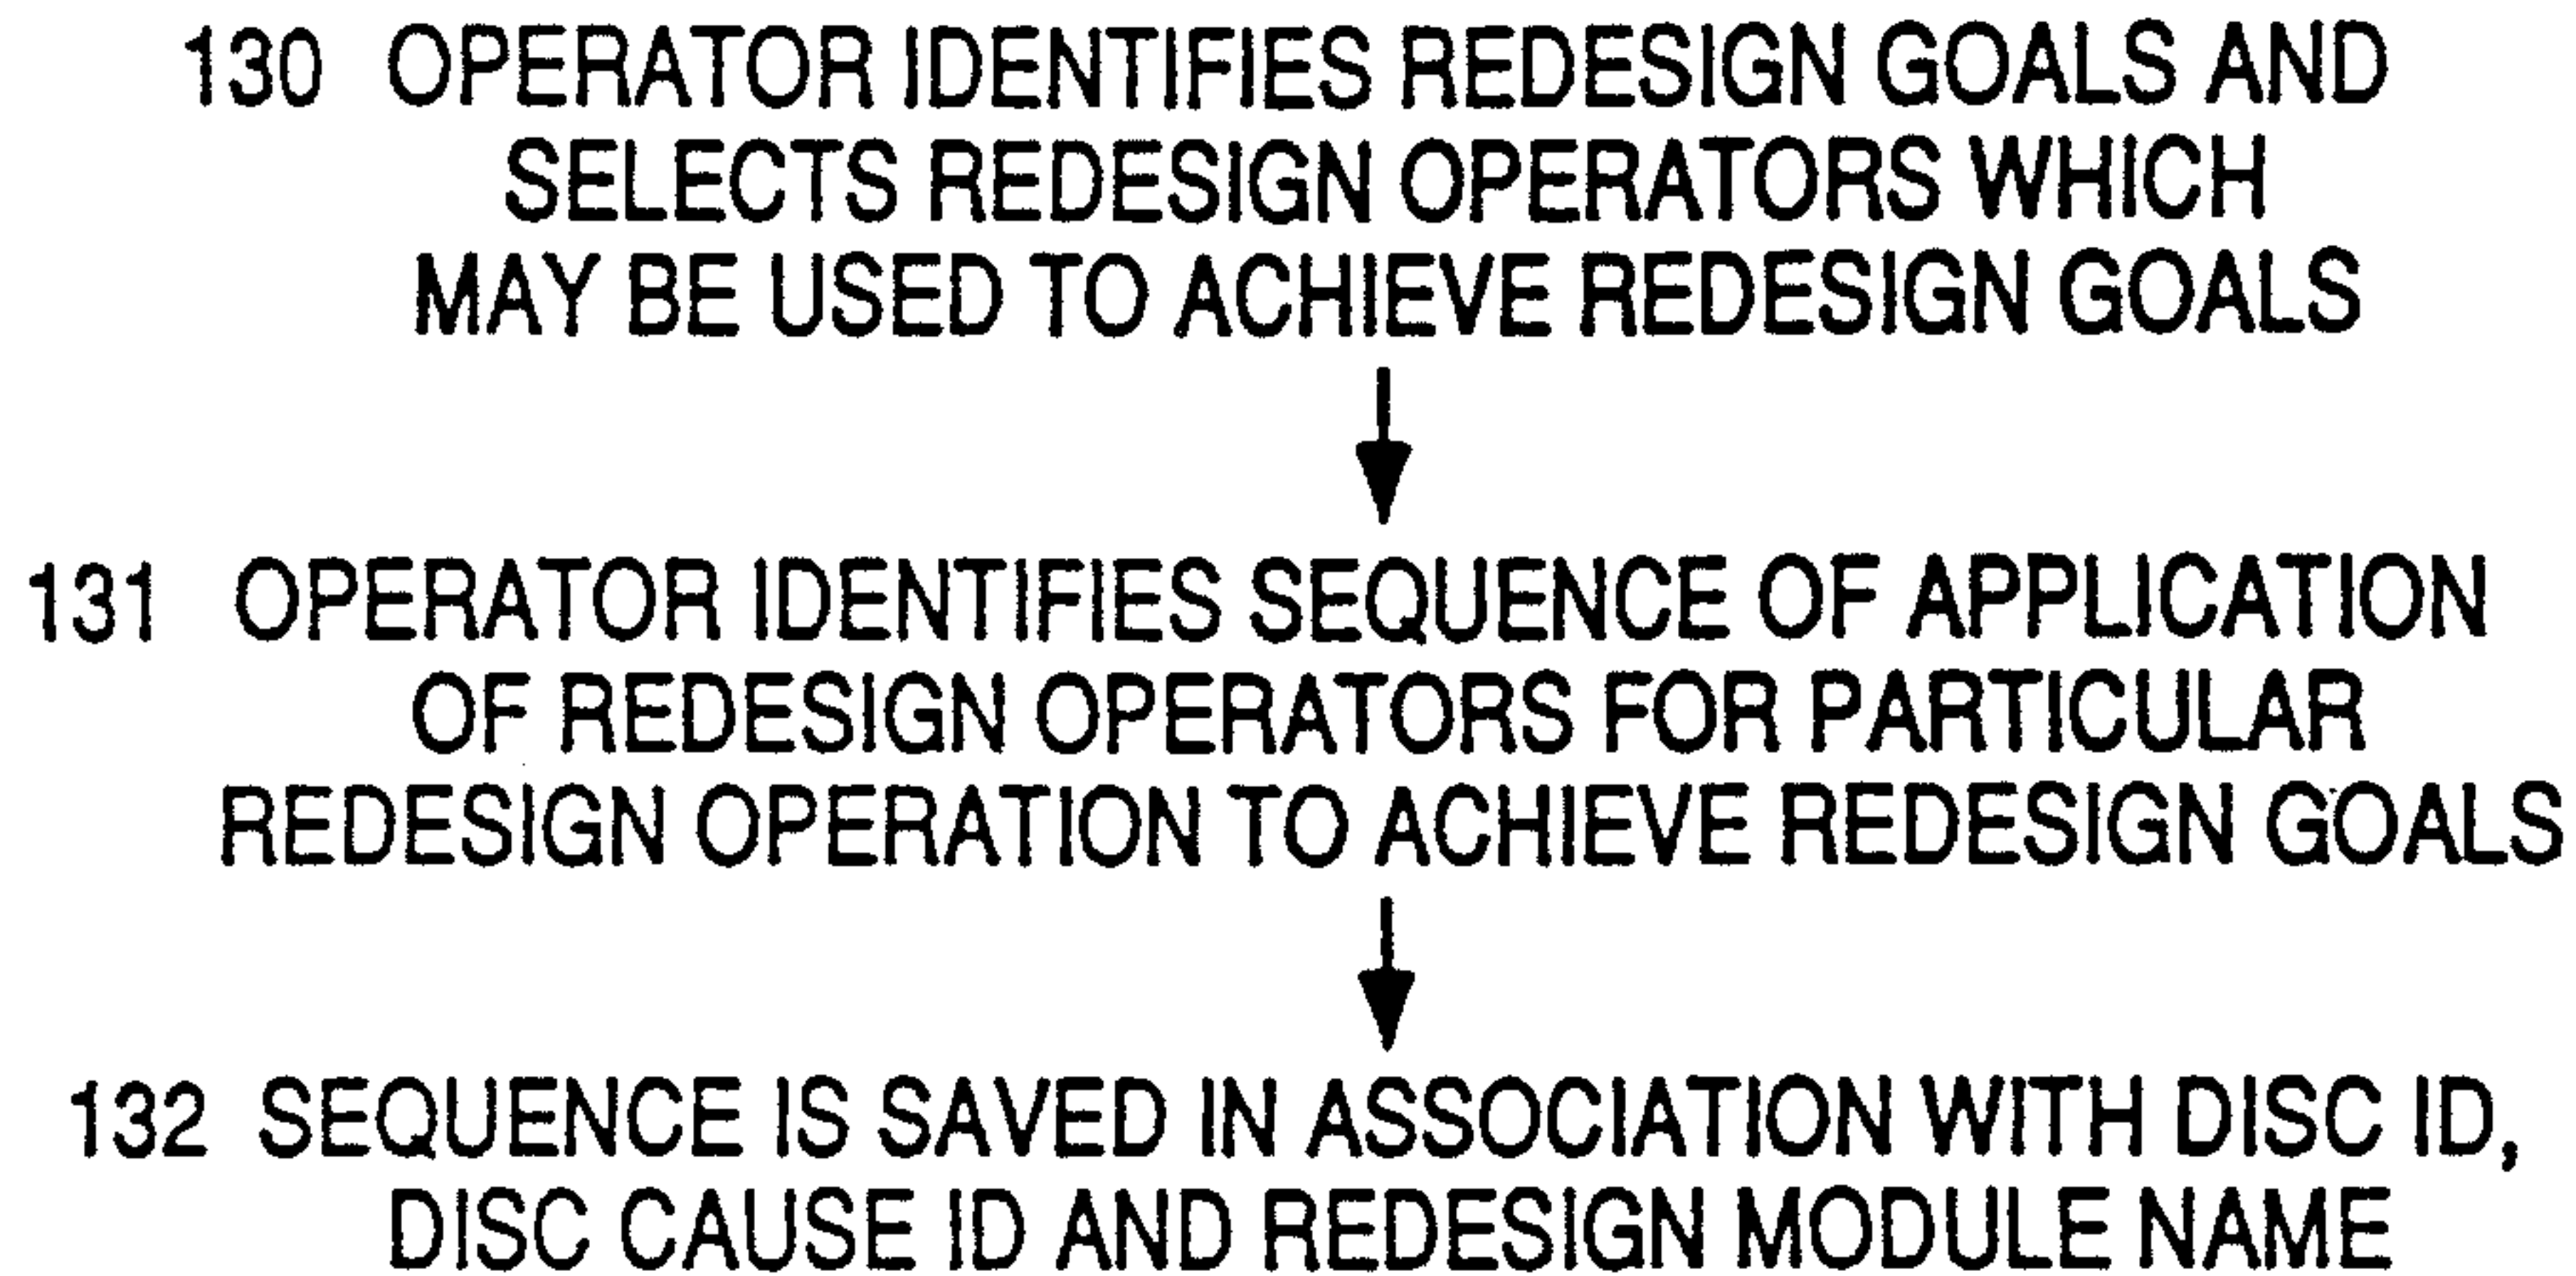 130 OPERATOR IDENTIFIES REDESIGN GOALS AND
SELECTS REDESIGN OPERATORS WHICH
MAY BE USED TO ACHIEVE REDESIGN GOALS
131 OPERATOR IDENTIFIES SEQUENCE OF APPLICATION
OF REDESIGN OPERATORS FOR PARTICULAR
REDESIGN OPERATION TO ACHIEVE REDESIGN GOALS
132 SEQUENCE IS SAVED IN ASSOCIATION WITH DISC ID,
DISC CAUSE ID AND REDESIGN MODULE NAME